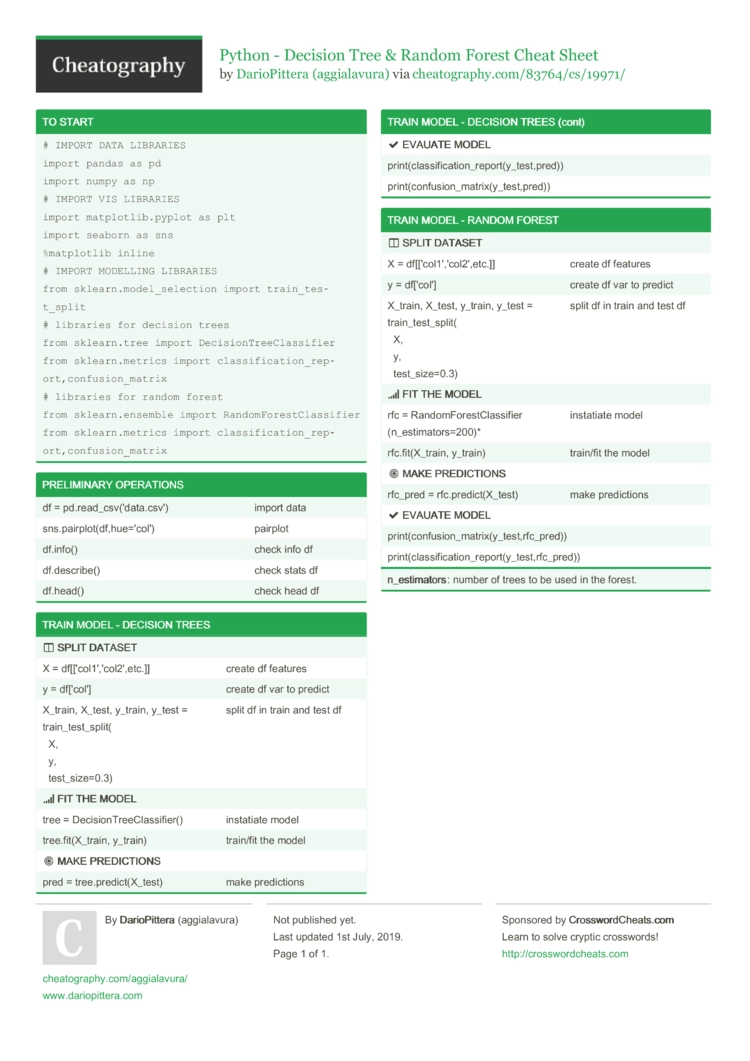 Cheatography
Python - Decision Tree & Random Forest Cheat Sheet
by DarioPittera (aggialavura) via cheatography.com/83764/cs/19971/
TO START
# IMPORT DATA LIBRARIES
import pandas as pd
import numpy as np
# IMPORT VIS LIBRARIES
import matplotlib.pyplot as plt
import seaborn as sns
%matplotlib inline
# IMPORT MODELLING LIBRARIES
from sklearn.model_selection import train_tes-
t_split
# libraries for decision trees
from sklearn.tree import DecisionTreeClassifier
from sklearn.metrics import classification_rep-
ort,confusion_matrix
# libraries for random forest
from sklearn.ensemble import RandomForestClassifier
from sklearn.metrics import classification_rep-
ort,confusion_matrix
PRELIMINARY OPERATIONS
df = pd.read_csv('data.csv') import data
sns.pairplot(df,hue='col') pairplot
df.info() check info df
df.describe() check stats df
df.head() check head df
TRAIN MODEL - DECISION TREES
SPLIT DATASET
X = df[['col1','col2',etc.]] create df features
y = df['col'] create df var to predict
X_train, X_test, y_train, y_test = split df in train and test df
train_test_split(
X,
y,
test_size=0.3)
FIT THE MODEL
tree = DecisionTreeClassifier() instatiate model
tree.fit(X_train, y_train) train/fit the model
MAKE PREDICTIONS
pred = tree.predict(X_test) make predictions
TRAIN MODEL - DECISION TREES (cont)
✔ EVAUATE MODEL
print(classification_report(y_test,pred))
print(confusion_matrix(y_test,pred))
TRAIN MODEL - RANDOM FOREST
SPLIT DATASET
X = df[['col1','col2',etc.]] create df features
y = df['col'] create df var to predict
X_train, X_test, y_train, y_test = split df in train and test df
train_test_split(
X,
y,
test_size=0.3)
FIT THE MODEL
rfc = RandomForestClassifier instatiate model
(n_estimators=200)*
rfc.fit(X_train, y_train) train/fit the model
MAKE PREDICTIONS
rfc_pred = rfc.predict(X_test) make predictions
✔ EVAUATE MODEL
print(confusion_matrix(y_test,rfc_pred))
print(classification_report(y_test,rfc_pred))
n_estimators: number of trees to be used in the forest.
C
By DarioPittera (aggialavura)
cheatography.com/aggialavura/
www.dariopittera.com
Not published yet.
Last updated 1st July, 2019.
Page 1 of 1.
Sponsored by CrosswordCheats.com
Learn to solve cryptic crosswords!
http://crosswordcheats.com